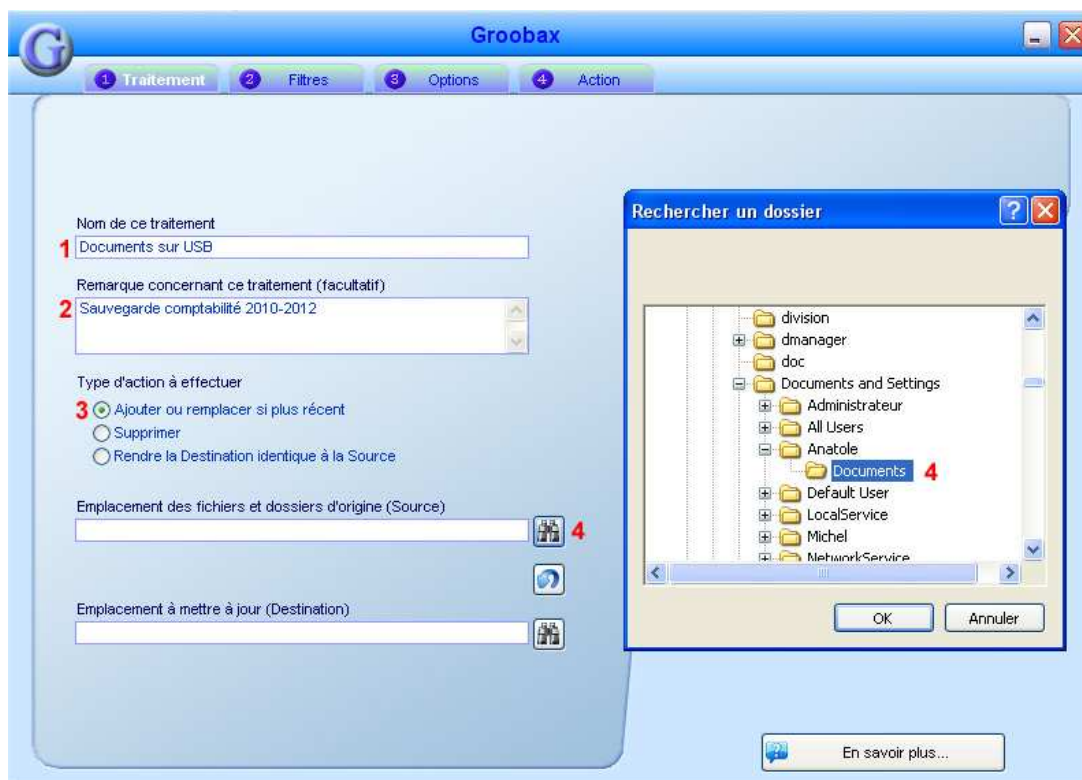 Groobax
G
1 Traitement 2 Filtres 3 Options 4 Action
Nom de ce traitement
1 Documents sur USB
Remarque concernant ce traitement (facultatif)
2 Sauvegarde comptabilité 2010-2012
Type d'action à effectuer
3 Ajouter ou remplacer si plus récent
Supprimer
Rendre la Destination identique à la Source
Emplacement des fichiers et dossiers d'origine (Source)
4
Emplacement à mettre à jour (Destination)
Rechercher un dossier
division
dmanager
doc
Documents and Settings
Administrateur
All Users
Anatole
Documents 4
Default User
LocalService
Michel
NetworkService
OK Annuler
En savoir plus...